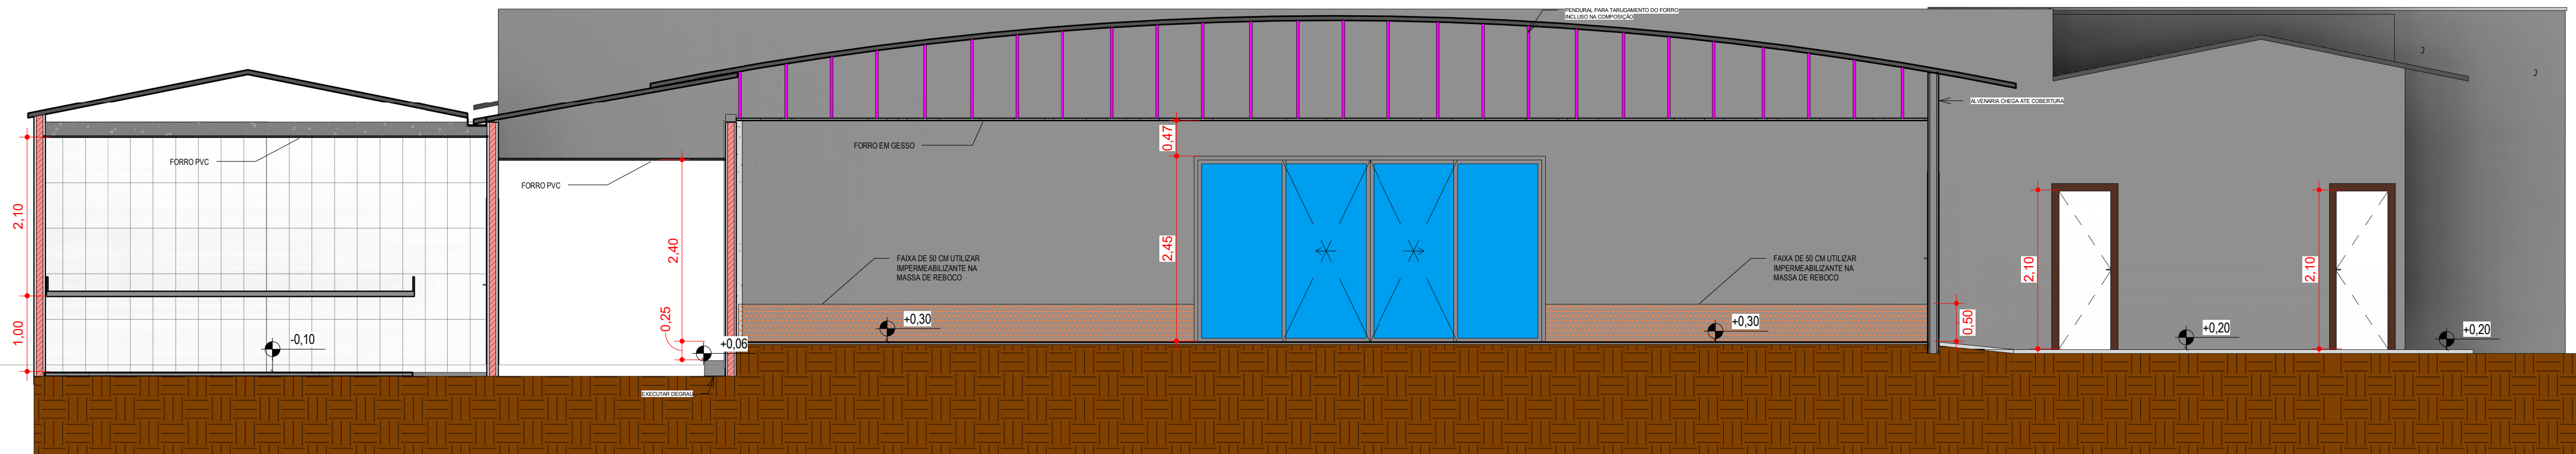 PENDURAL PARA TARUGAMENTO DO FORRO
INCLUSO NA COMPOSIÇÃO
J
J
ALVENARIA CHEGA ATE COBERTURA
FORRO PVC
FORRO EM GESSO
FORRO PVC
0,47
2,10
2,40
2,45
FAIXA DE 50 CM UTILIZAR
IMPERMEABILIZANTE NA
MASSA DE REBOCO
FAIXA DE 50 CM UTILIZAR
IMPERMEABILIZANTE NA
MASSA DE REBOCO
2,10
2,10
1,00
-0,10
0,25
+0,06
+0,30
+0,30
0,50
+0,20
+0,20
EXECUTAR DEGRAU